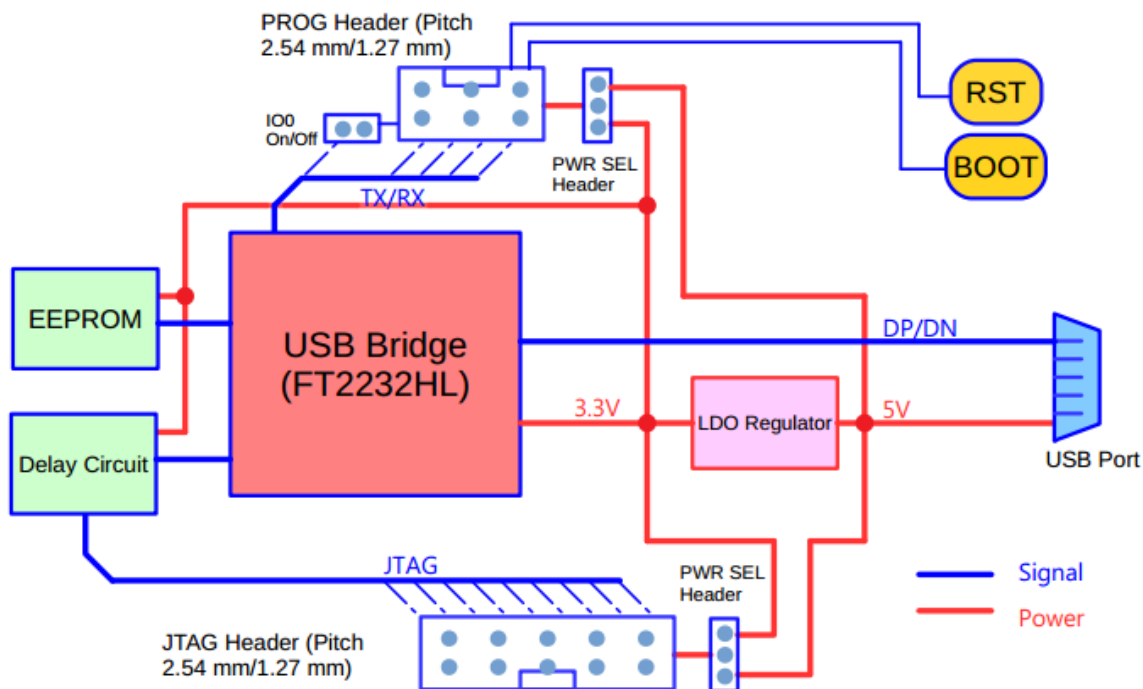 PROG Header (Pitch
2.54 mm/1.27 mm)
RST
IO0
On/Off
BOOT
PWR SEL
Header
TX/RX
EEPROM
USB Bridge
(FT2232HL)
DP/DN
3.3V
LDO Regulator
5V
USB Port
Delay Circuit
JTAG
PWR SEL
Header
Signal
Power
JTAG Header (Pitch
2.54 mm/1.27 mm)